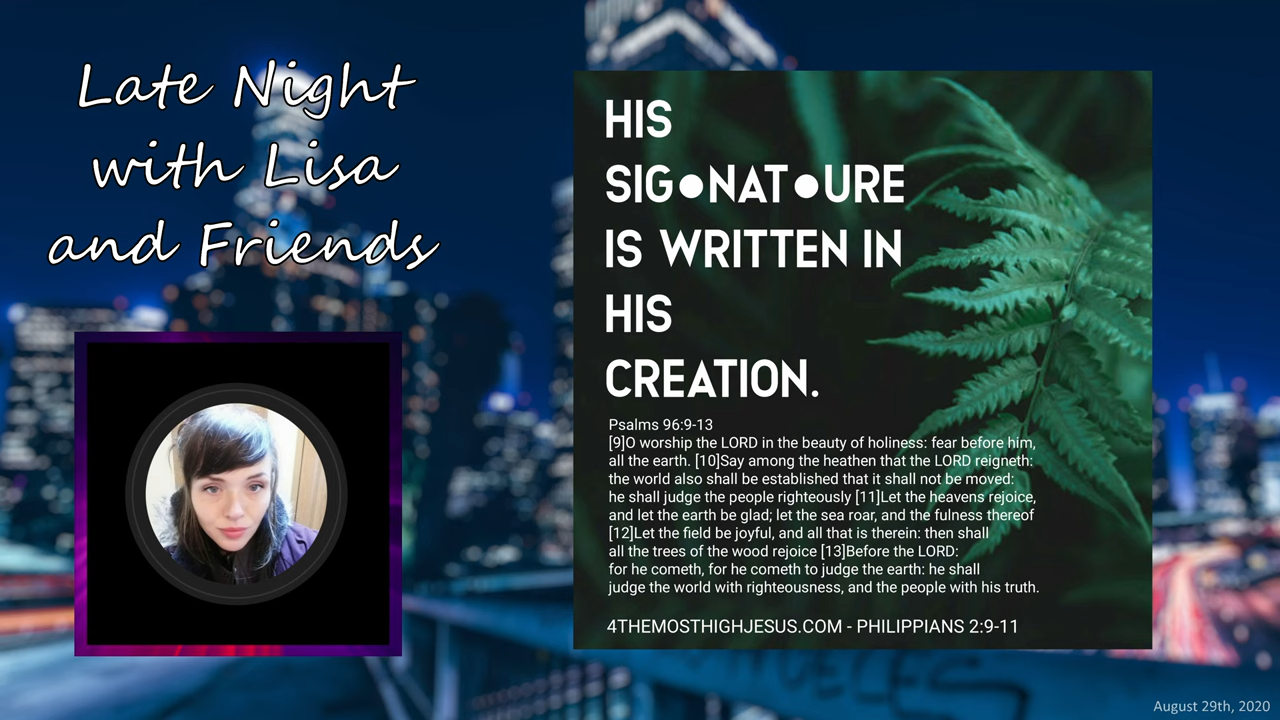 Late Night
with Lisa
and Friends
HIS
SIG●NAT●URE
IS WRITTEN IN
HIS
CREATION.
Psalms 96:9-13
[9]O worship the LORD in the beauty of holiness: fear before him,
all the earth. [10]Say among the heathen that the LORD reigneth:
the world also shall be established that it shall not be moved:
he shall judge the people righteously [11]Let the heavens rejoice,
and let the earth be glad; let the sea roar, and the fulness thereof
[12]Let the field be joyful, and all that is therein: then shall
all the trees of the wood rejoice [13]Before the LORD:
for he cometh, for he cometh to judge the earth: he shall
judge the world with righteousness, and the people with his truth.
4THEMOSTHIGHJESUS.COM - PHILIPPIANS 2:9-11
August 29th, 2020